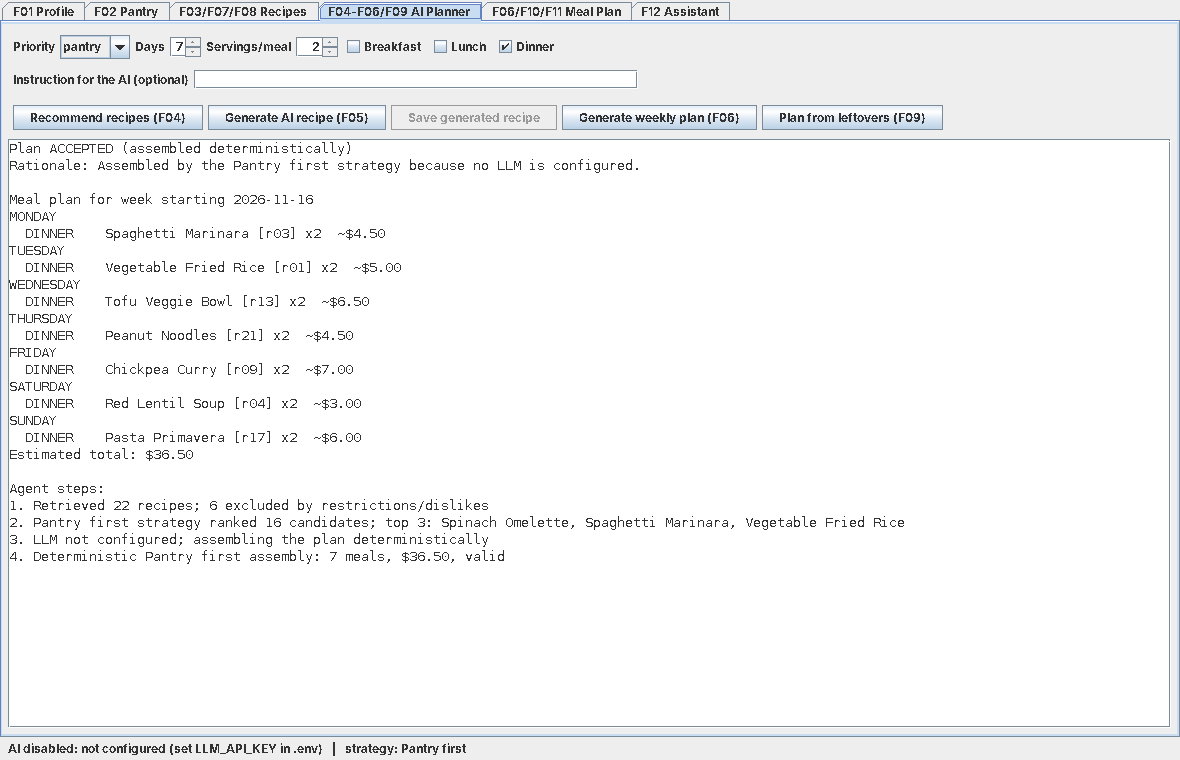 F01 Profile F02 Pantry F03/F07/F08 Recipes F04-F06/F09 AI Planner F06/F10/F11 Meal Plan F12 Assistant
Priority pantry Days 7 Servings/meal 2 Breakfast Lunch Dinner
Instruction for the AI (optional)
Recommend recipes (F04) Generate AI recipe (F05) Save generated recipe Generate weekly plan (F06) Plan from leftovers (F09)
Plan ACCEPTED (assembled deterministically)
Rationale: Assembled by the Pantry first strategy because no LLM is configured.
Meal plan for week starting 2026-11-16
MONDAY
DINNER Spaghetti Marinara [r03] x2 ~$4.50
TUESDAY
DINNER Vegetable Fried Rice [r01] x2 ~$5.00
WEDNESDAY
DINNER Tofu Veggie Bowl [r13] x2 ~$6.50
THURSDAY
DINNER Peanut Noodles [r21] x2 ~$4.50
FRIDAY
DINNER Chickpea Curry [r09] x2 ~$7.00
SATURDAY
DINNER Red Lentil Soup [r04] x2 ~$3.00
SUNDAY
DINNER Pasta Primavera [r17] x2 ~$6.00
Estimated total: $36.50
Agent steps:
1. Retrieved 22 recipes; 6 excluded by restrictions/dislikes
2. Pantry first strategy ranked 16 candidates; top 3: Spinach Omelette, Spaghetti Marinara, Vegetable Fried Rice
3. LLM not configured; assembling the plan deterministically
4. Deterministic Pantry first assembly: 7 meals, $36.50, valid
AI disabled: not configured (set LLM_API_KEY in .env) | strategy: Pantry first